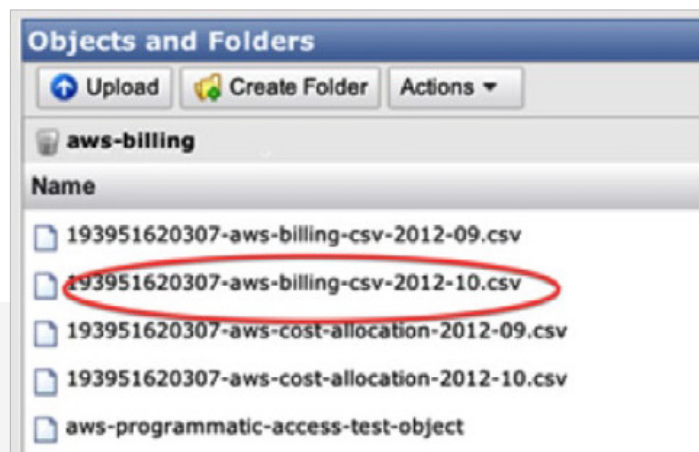 Objects and Folders
Upload Create Folder Actions
aws-billing
Name
193951620307-aws-billing-csv-2012-09.csv
193951620307-aws-billing-csv-2012-10.csv
193951620307-aws-cost-allocation-2012-09.csv
193951620307-aws-cost-allocation-2012-10.csv
aws-programmatic-access-test-object